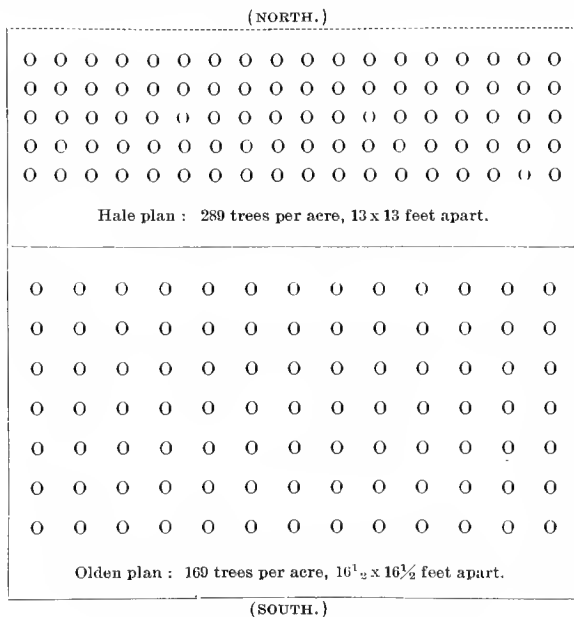 (NORTH.)
Hale plan : 289 trees per acre, 13 x 13 feet apart.
Olden plan : 169 trees per acre, 16½ x 16½ feet apart.
(SOUTH.)